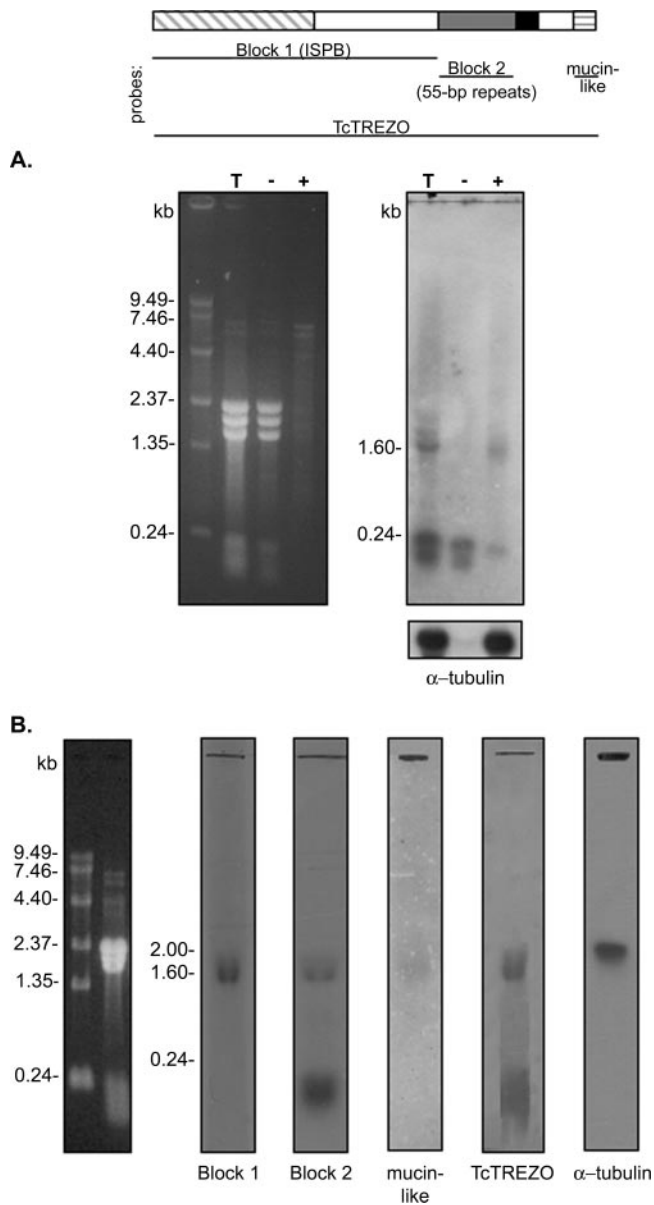 probes:
Block 1 (ISPB)
Block 2
(55-bp repeats)
mucin-
like
TcTREZO
A.
T - +
kb
9.49-
7.46-
4.40-
2.37-
1.35-
0.24-
T - +
kb
1.60-
0.24-
α–tubulin
B.
kb
9.49-
7.46-
4.40-
2.37-
1.35-
0.24-
2.00-
1.60-
0.24-
Block 1
Block 2
mucin-
like
TcTREZO
α–tubulin